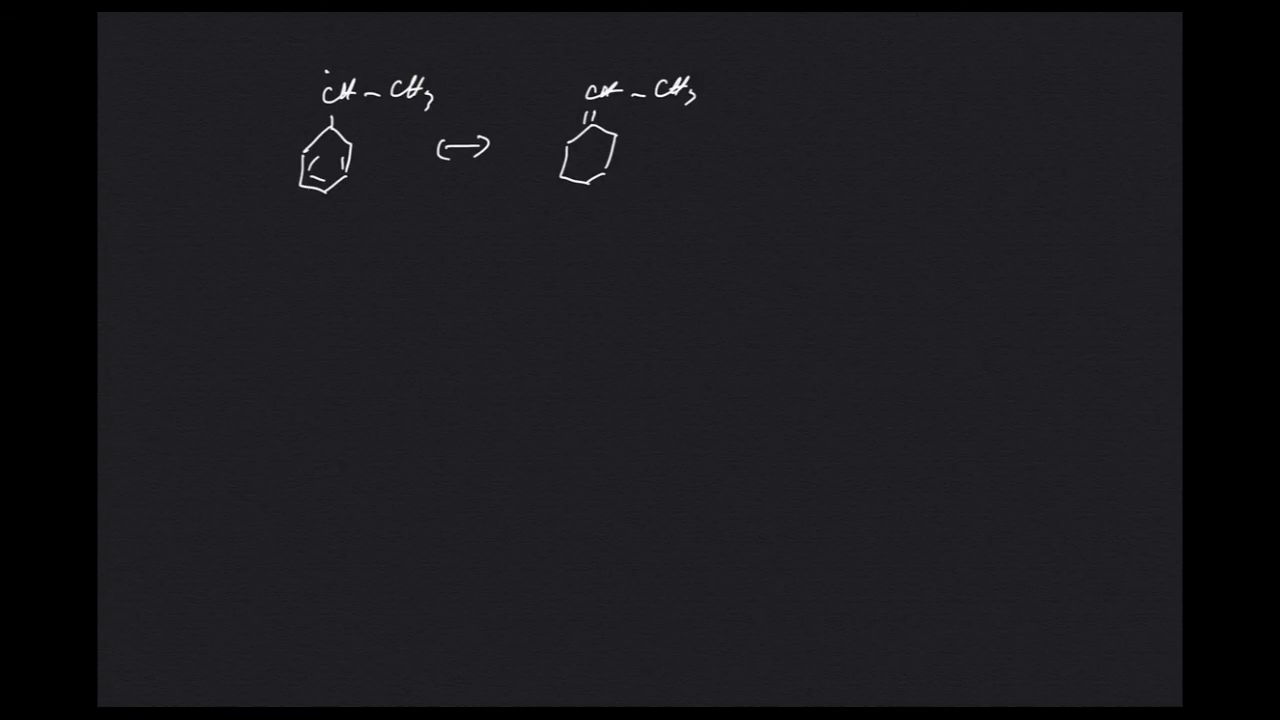 ĊH – CH₃ CH – CH₃